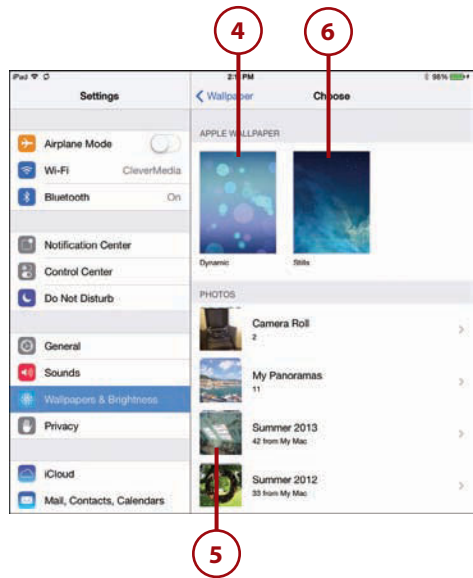 4
6
iPad
2:1 PM
96%
Settings
Wallpaper
Choose
Airplane Mode
Wi-Fi CleverMedia
Bluetooth On
Notification Center
Control Center
Do Not Disturb
General
Sounds
Wallpapers & Brightness
Privacy
iCloud
Mail, Contacts, Calendars
APPLE WALLPAPER
Dynamic
Stills
PHOTOS
Camera Roll
2
My Panoramas
11
Summer 2013
42 from My Mac
Summer 2012
33 from My Mac
5